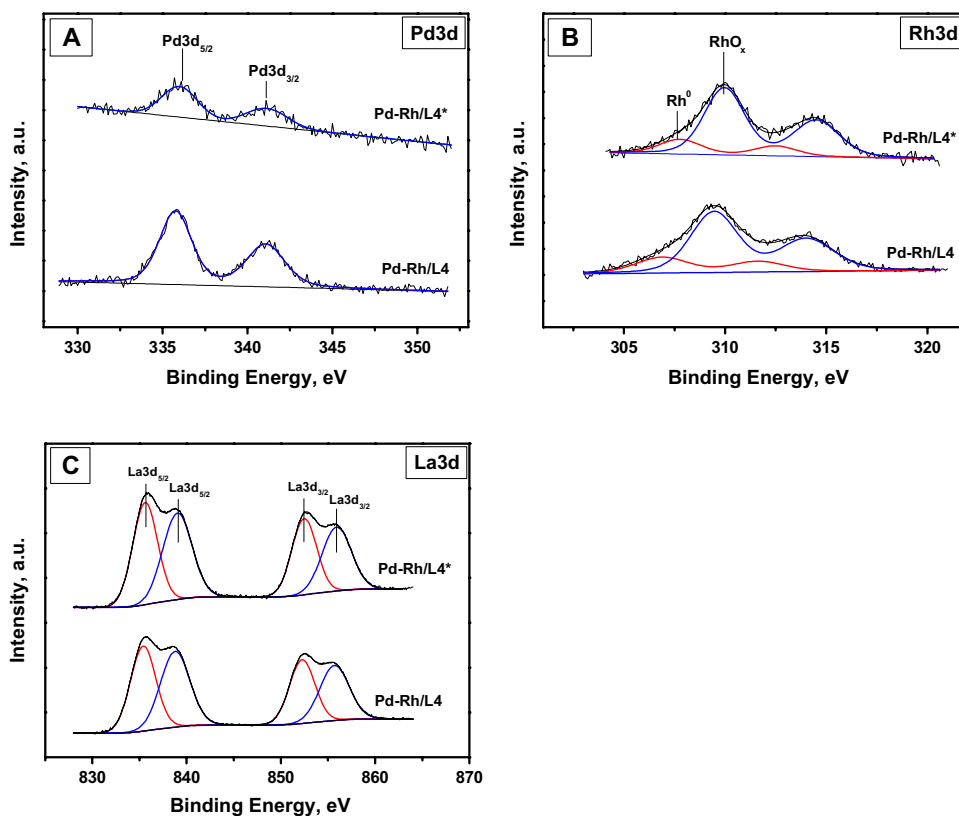 A
Pd3d
Pd3d5/2
Pd3d3/2
Pd-Rh/L4*
Pd-Rh/L4
Intensity, a.u.
330 335 340 345 350
Binding Energy, eV
B
Rh3d
RhOx
Rh0
Pd-Rh/L4*
Pd-Rh/L4
Intensity, a.u.
305 310 315 320
Binding Energy, eV
C
La3d
La3d5/2
La3d5/2
La3d3/2
La3d3/2
Pd-Rh/L4*
Pd-Rh/L4
Intensity, a.u.
830 840 850 860 870
Binding Energy, eV